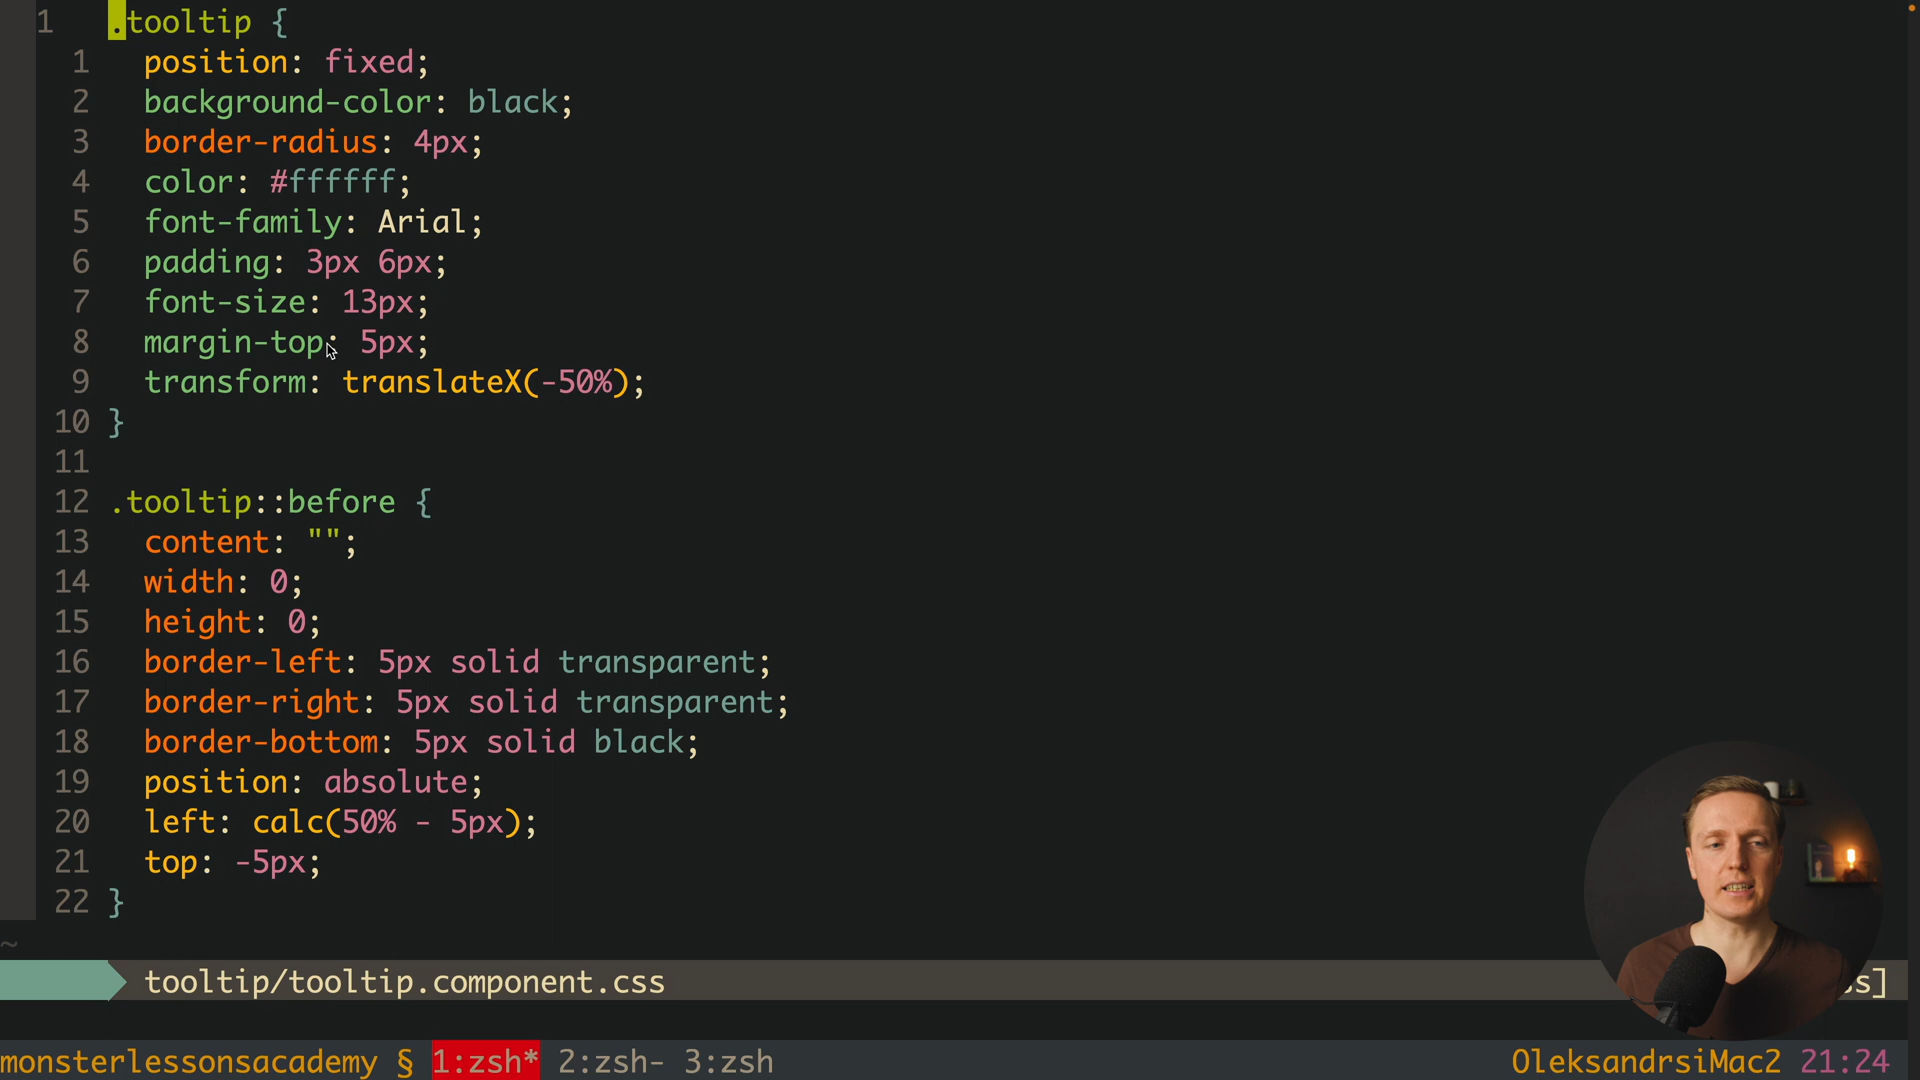 1 .tooltip {
1 position: fixed;
2 background-color: black;
3 border-radius: 4px;
4 color: #ffffff;
5 font-family: Arial;
6 padding: 3px 6px;
7 font-size: 13px;
8 margin-top: 5px;
9 transform: translateX(-50%);
10 }
11
12 .tooltip::before {
13 content: "";
14 width: 0;
15 height: 0;
16 border-left: 5px solid transparent;
17 border-right: 5px solid transparent;
18 border-bottom: 5px solid black;
19 position: absolute;
20 left: calc(50% - 5px);
21 top: -5px;
22 }
~
tooltip/tooltip.component.css s]
monsterlessonsacademy § 1:zsh* 2:zsh- 3:zsh OleksandrsiMac2 21:24